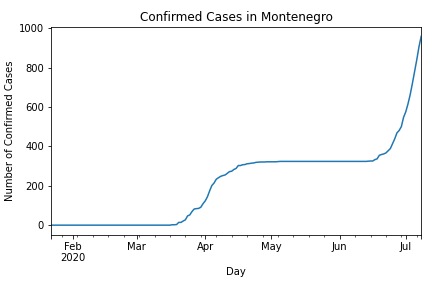 Confirmed Cases in Montenegro
Number of Confirmed Cases
1000
800
600
400
200
0
Feb Mar Apr May Jun Jul
2020
Day